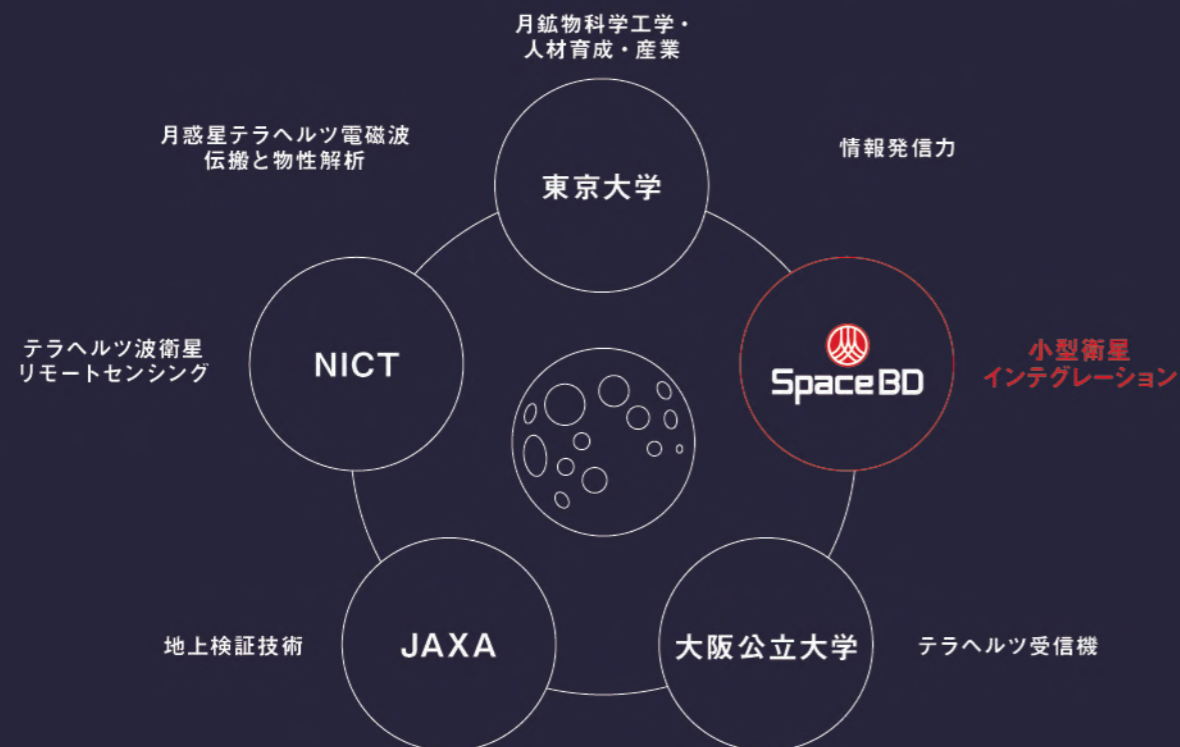 月鉱物科学工学・
人材育成・産業
月惑星テラヘルツ電磁波
伝搬と物性解析
情報発信力
東京大学
テラヘルツ波衛星
リモートセンシング
NICT
SpaceBD
小型衛星
インテグレーション
地上検証技術
JAXA
大阪公立大学
テラヘルツ受信機